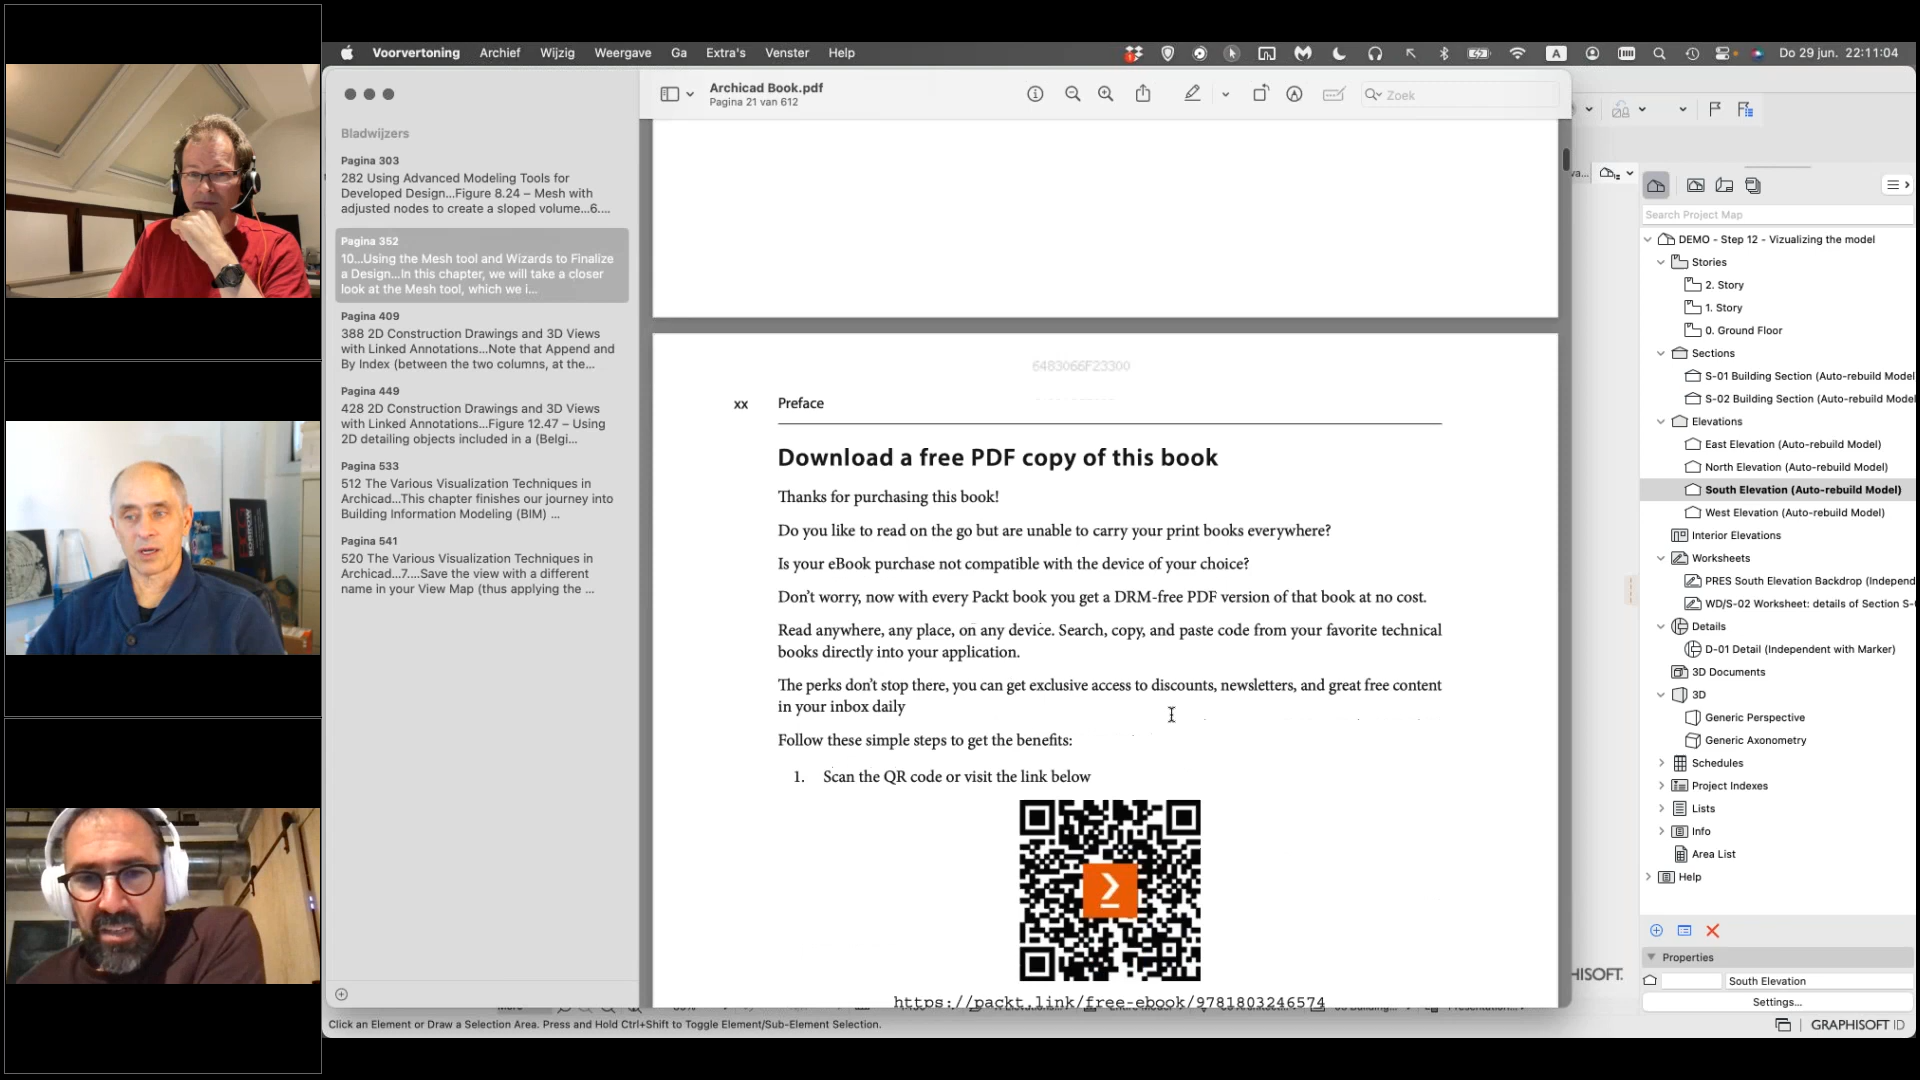 Voorvertoning Archief Wijzig Weergave Ga Extra's Venster Help A Do 29 jun. 22:11:04
Archicad Book.pdf
Pagina 21 van 612
Zoek
Bladwijzers
Pagina 303
282 Using Advanced Modeling Tools for
Developed Design...Figure 8.24 – Mesh with
adjusted nodes to create a sloped volume...6....
Pagina 352
10...Using the Mesh tool and Wizards to Finalize
a Design...In this chapter, we will take a closer
look at the Mesh tool, which we i...
Pagina 409
388 2D Construction Drawings and 3D Views
with Linked Annotations...Note that Append and
By Index (between the two columns, at the...
Pagina 449
428 2D Construction Drawings and 3D Views
with Linked Annotations...Figure 12.47 – Using
2D detailing objects included in a (Belgi...
Pagina 533
512 The Various Visualization Techniques in
Archicad...This chapter finishes our journey into
Building Information Modeling (BIM) ...
Pagina 541
520 The Various Visualization Techniques in
Archicad...7....Save the view with a different
name in your View Map (thus applying the ...
6483066F23300
xx Preface
Download a free PDF copy of this book
Thanks for purchasing this book!
Do you like to read on the go but are unable to carry your print books everywhere?
Is your eBook purchase not compatible with the device of your choice?
Don't worry, now with every Packt book you get a DRM-free PDF version of that book at no cost.
Read anywhere, any place, on any device. Search, copy, and paste code from your favorite technical
books directly into your application.
The perks don't stop there, you can get exclusive access to discounts, newsletters, and great free content
in your inbox daily
Follow these simple steps to get the benefits:
1. Scan the QR code or visit the link below
https://packt.link/free-ebook/9781803246574
Search Project Map
DEMO - Step 12 - Vizualizing the model
Stories
2. Story
1. Story
0. Ground Floor
Sections
S-01 Building Section (Auto-rebuild Model
S-02 Building Section (Auto-rebuild Mode
Elevations
East Elevation (Auto-rebuild Model)
North Elevation (Auto-rebuild Model)
South Elevation (Auto-rebuild Model)
West Elevation (Auto-rebuild Model)
Interior Elevations
Worksheets
PRES South Elevation Backdrop (Independ
WD/S-02 Worksheet: details of Section S-
Details
D-01 Detail (Independent with Marker)
3D Documents
3D
Generic Perspective
Generic Axonometry
Schedules
Project Indexes
Lists
Info
Area List
Help
Properties
South Elevation
Settings...
HISOFT.
Click an Element or Draw a Selection Area. Press and Hold Ctrl+Shift to Toggle Element/Sub-Element Selection.
GRAPHISOFT ID